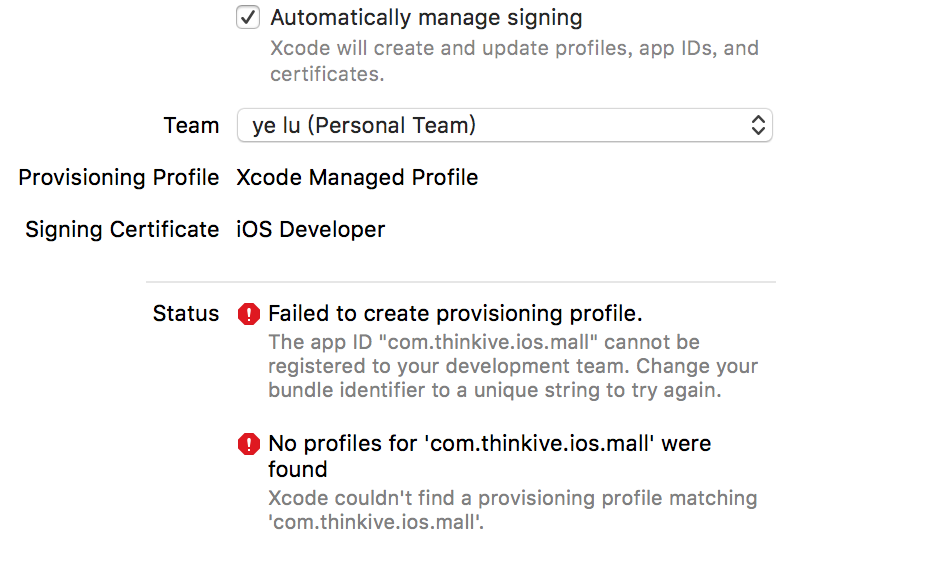 Automatically manage signing
Xcode will create and update profiles, app IDs, and
certificates.
Team ye lu (Personal Team)
Provisioning Profile Xcode Managed Profile
Signing Certificate iOS Developer
Status Failed to create provisioning profile.
The app ID "com.thinkive.ios.mall" cannot be
registered to your development team. Change your
bundle identifier to a unique string to try again.
No profiles for 'com.thinkive.ios.mall' were
found
Xcode couldn't find a provisioning profile matching
'com.thinkive.ios.mall'.